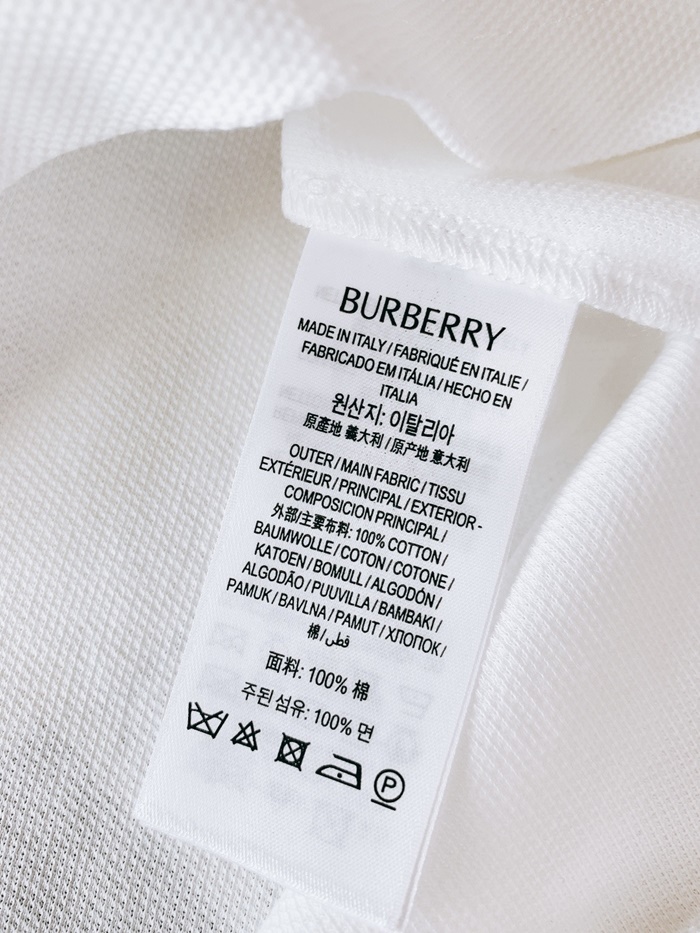 BURBERRY
MADE IN ITALY / FABRIQUÉ EN ITALIE /
FABRICADO EM ITÁLIA / HECHO EN
ITALIA
원산지: 이탈리아
原產地 義大利 / 原产地 意大利
OUTER / MAIN FABRIC / TISSU
EXTÉRIEUR / PRINCIPAL / EXTERIOR -
COMPOSICION PRINCIPAL /
外部/主要布料: 100% COTTON /
BAUMWOLLE / COTON / COTONE /
KATOEN / BOMULL / ALGODÓN /
ALGODÃO / PUUVILLA / BAMBAKI /
PAMUK / BAVLNA / PAMUT / ХЛОПОК /
棉 / قطن
面料: 100% 棉
주된 섬유: 100% 면
P